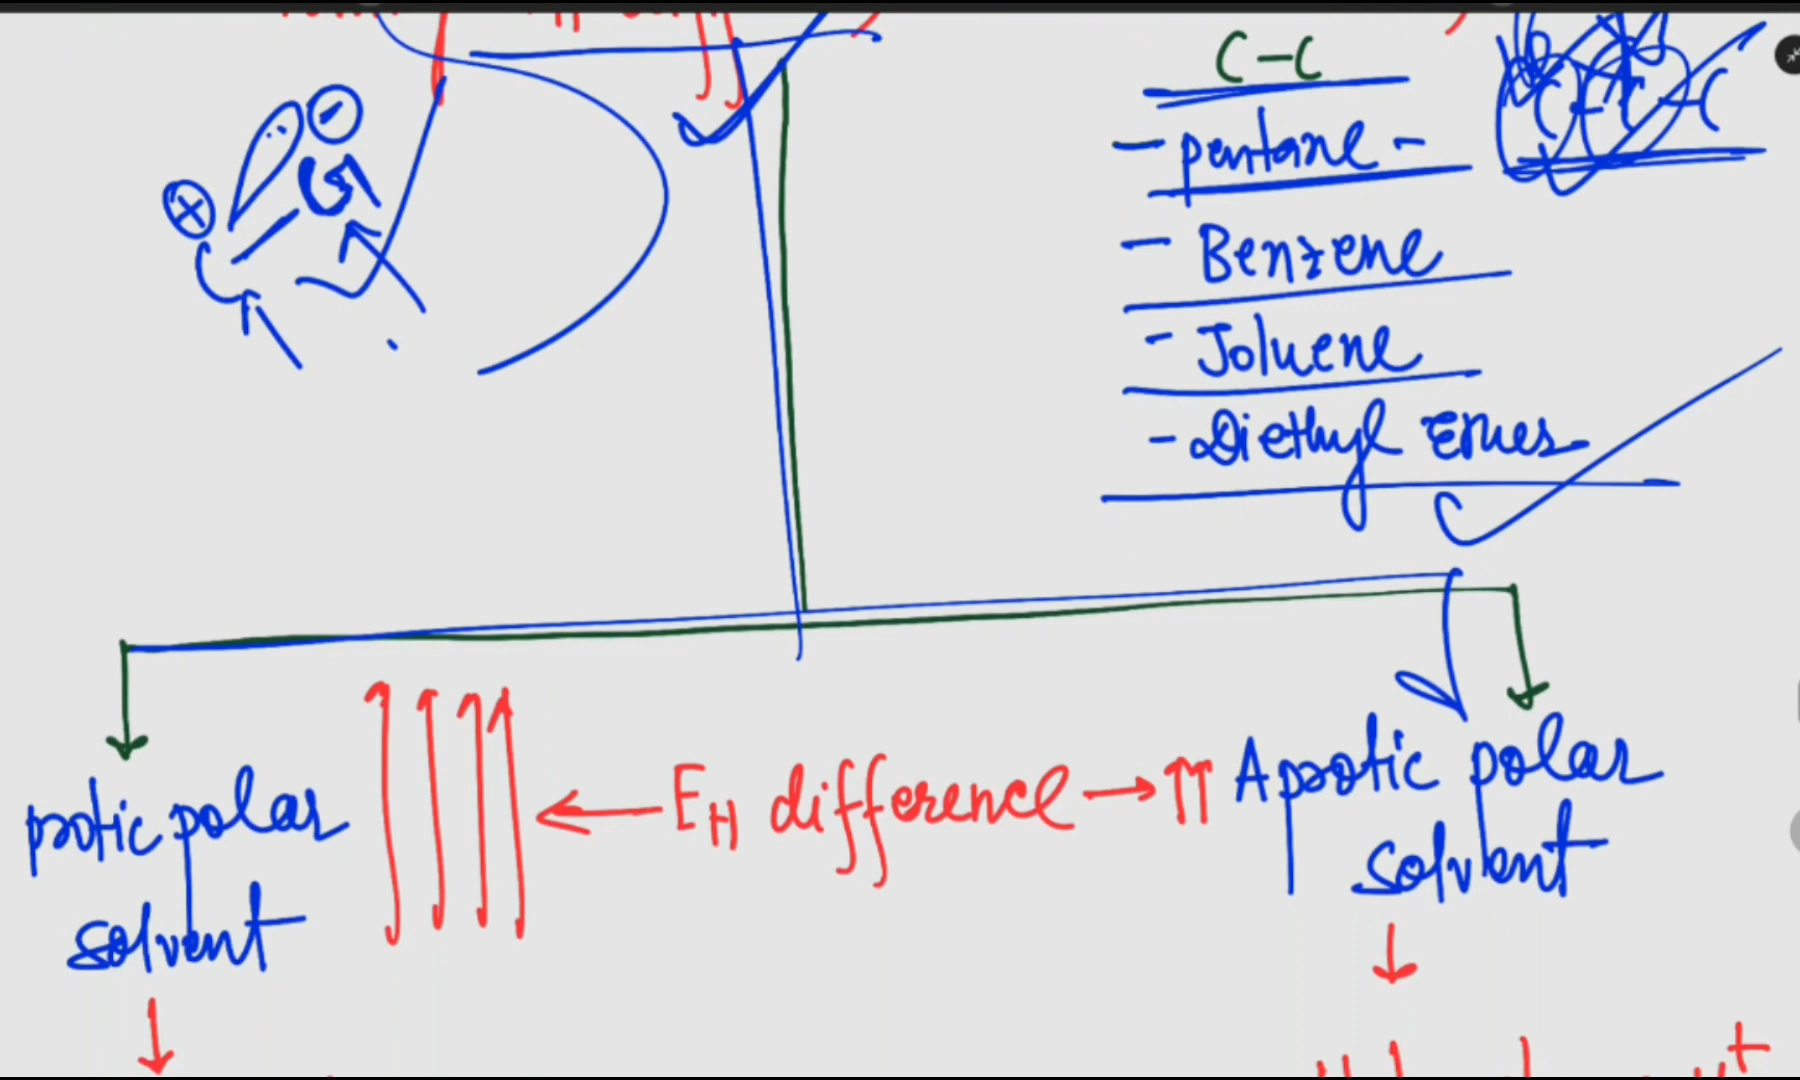 C-C
- pentane -
- Benzene
- Toluene
- Diethyl Ether
protic polar
solvent
← EH difference → ↑↑
Aprotic polar
solvent